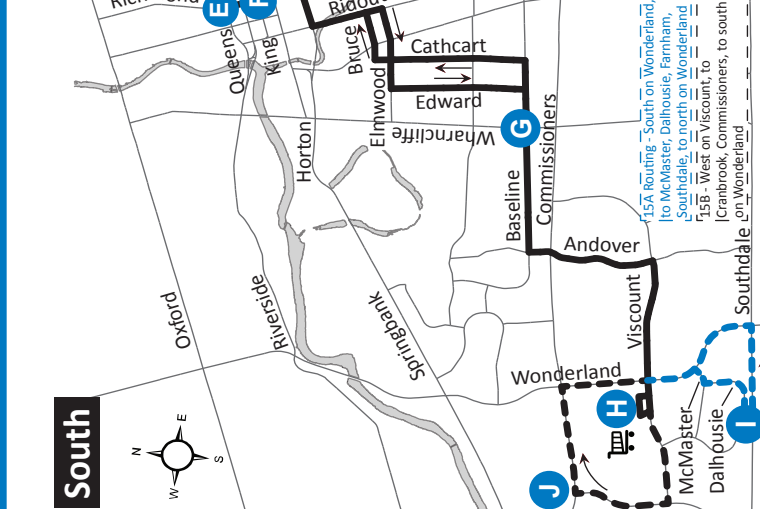 Richmond
E
F
Ridout
Queens
King
Bruce
Cathcart
Elmwood
Edward
Wharncliffe
G
Horton
Baseline
Commissioners
15A Routing - South on Wonderland,
to McMaster, Dalhousie, Farnham,
Southdale, to north on Wonderland
15B - West on Viscount, to
Cranbrook, Commissioners, to south
on Wonderland
Andover
Oxford
Riverside
Springbank
Viscount
Southdale
Wonderland
South
N
E
S
W
H
McMaster
Dalhousie
I
J